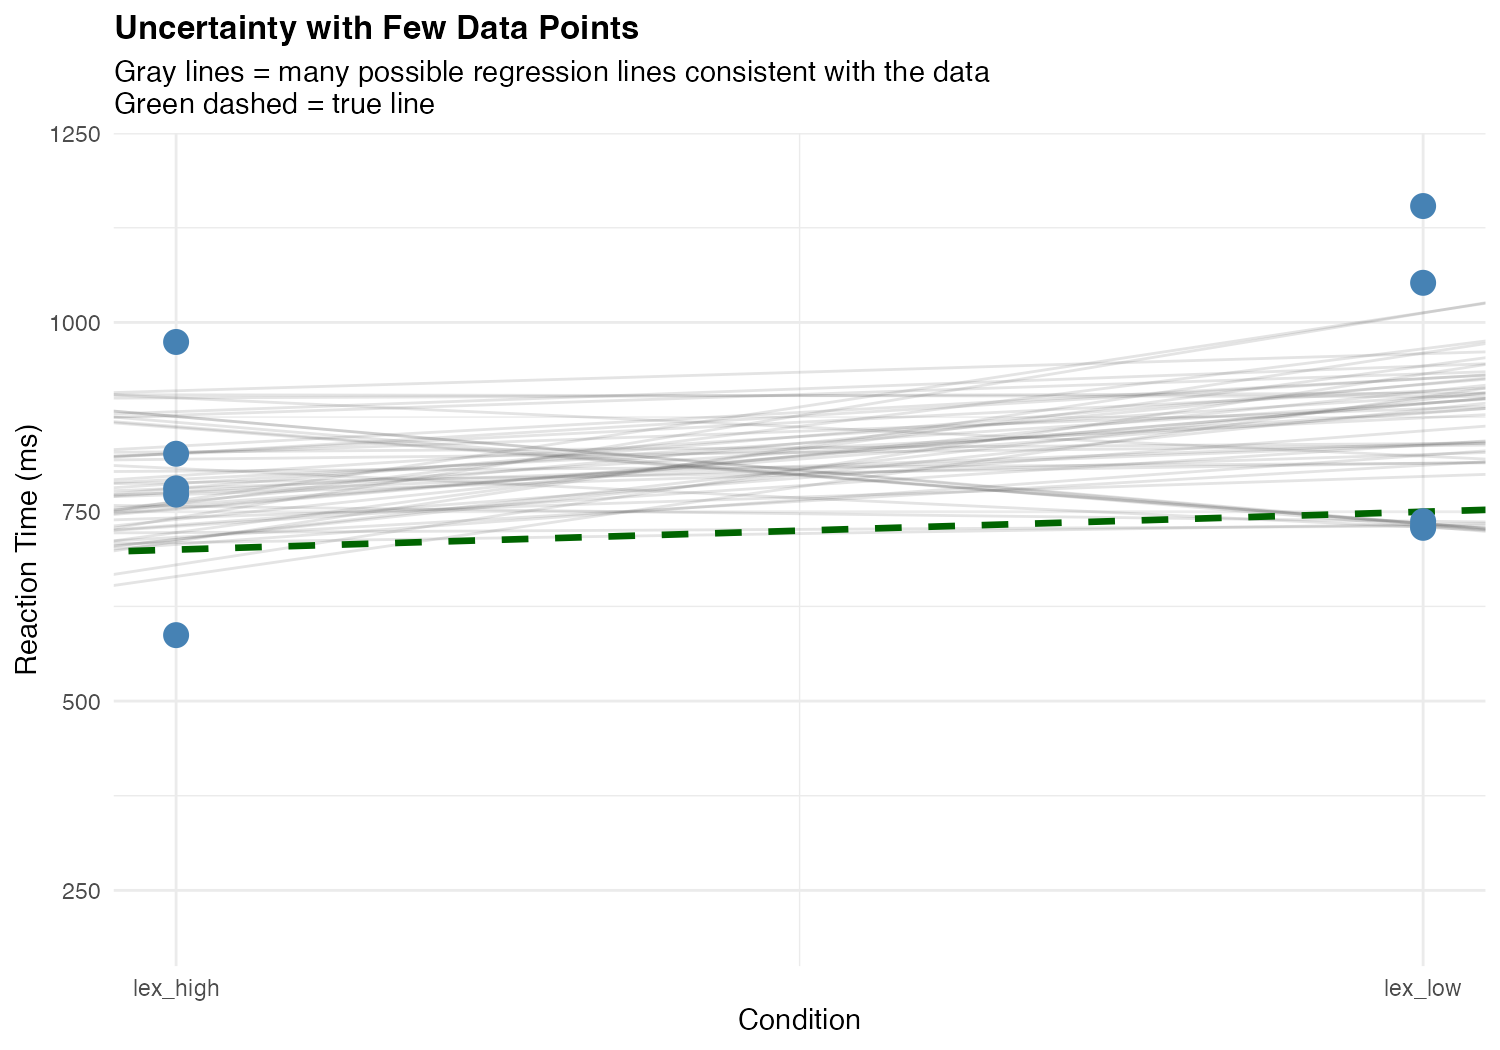 Uncertainty with Few Data Points
Gray lines = many possible regression lines consistent with the data
Green dashed = true line
1250
1000
750
500
250
Reaction Time (ms)
lex_high
lex_low
Condition